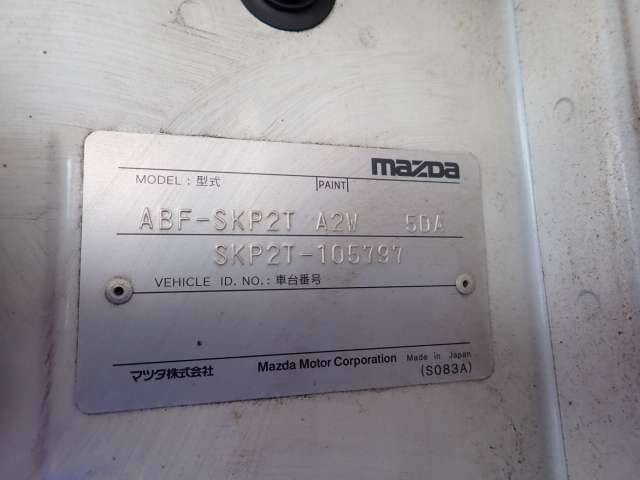 mazda
MODEL：型式 PAINT
ABF-SKP2T A2W 5DA
SKP2T-105797
VEHICLE ID. NO.：車台番号
マツダ株式会社 Mazda Motor Corporation Made in Japan
(S083A)